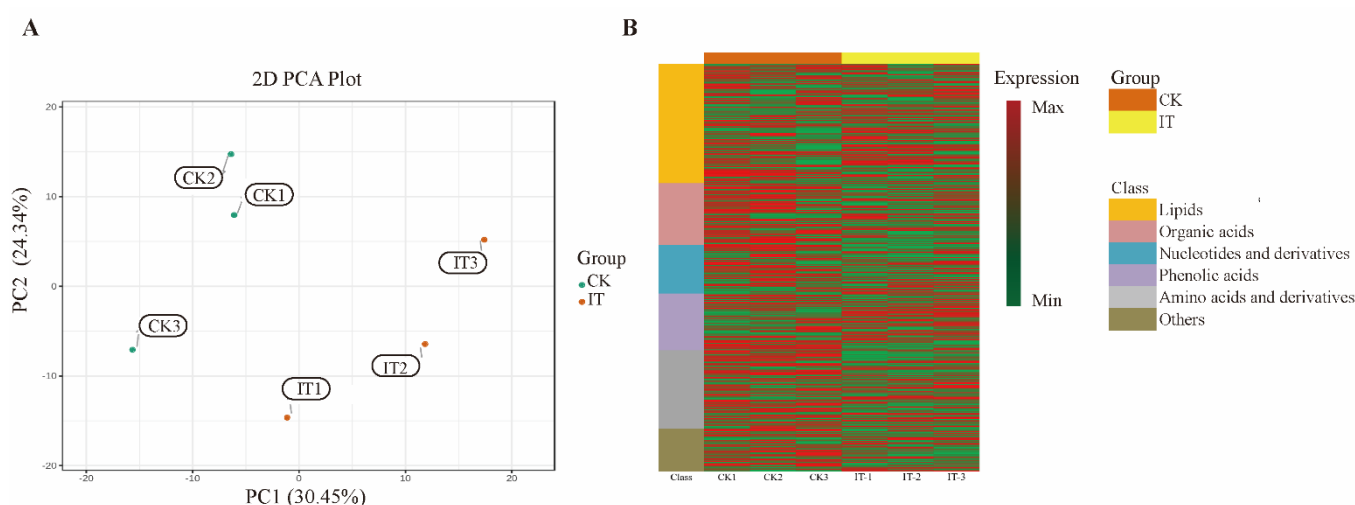 A
2D PCA Plot
20
10
0
-10
-20
-20
-10
0
10
20
PC2 (24.34%)
PC1 (30.45%)
CK2
CK1
IT3
CK3
IT2
IT1
Group
CK
IT
B
Class
CK1
CK2
CK3
IT-1
IT-2
IT-3
Expression
Max
Min
Group
CK
IT
Class
Lipids
Organic acids
Nucleotides and derivatives
Phenolic acids
Amino acids and derivatives
Others